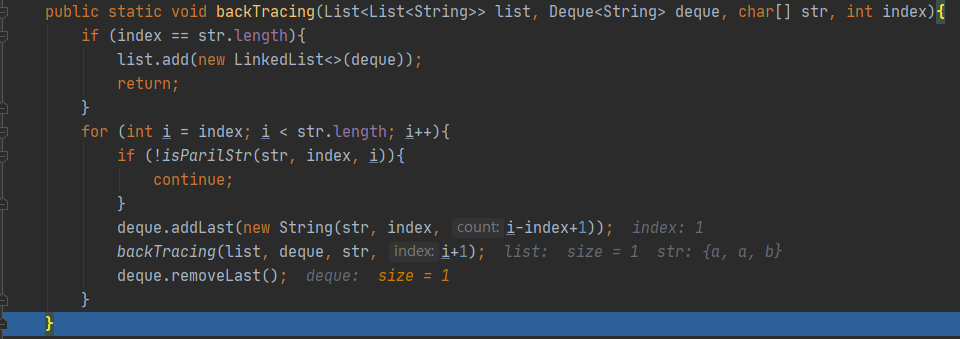 public static void backTracing(List<List<String>> list, Deque<String> deque, char[] str, int index){
if (index == str.length){
list.add(new LinkedList<>(deque));
return;
}
for (int i = index; i < str.length; i++){
if (!isParilStr(str, index, i)){
continue;
}
deque.addLast(new String(str, index, count: i-index+1)); index: 1
backTracing(list, deque, str, index: i+1); list: size = 1 str: {a, a, b}
deque.removeLast(); deque: size = 1
}
}